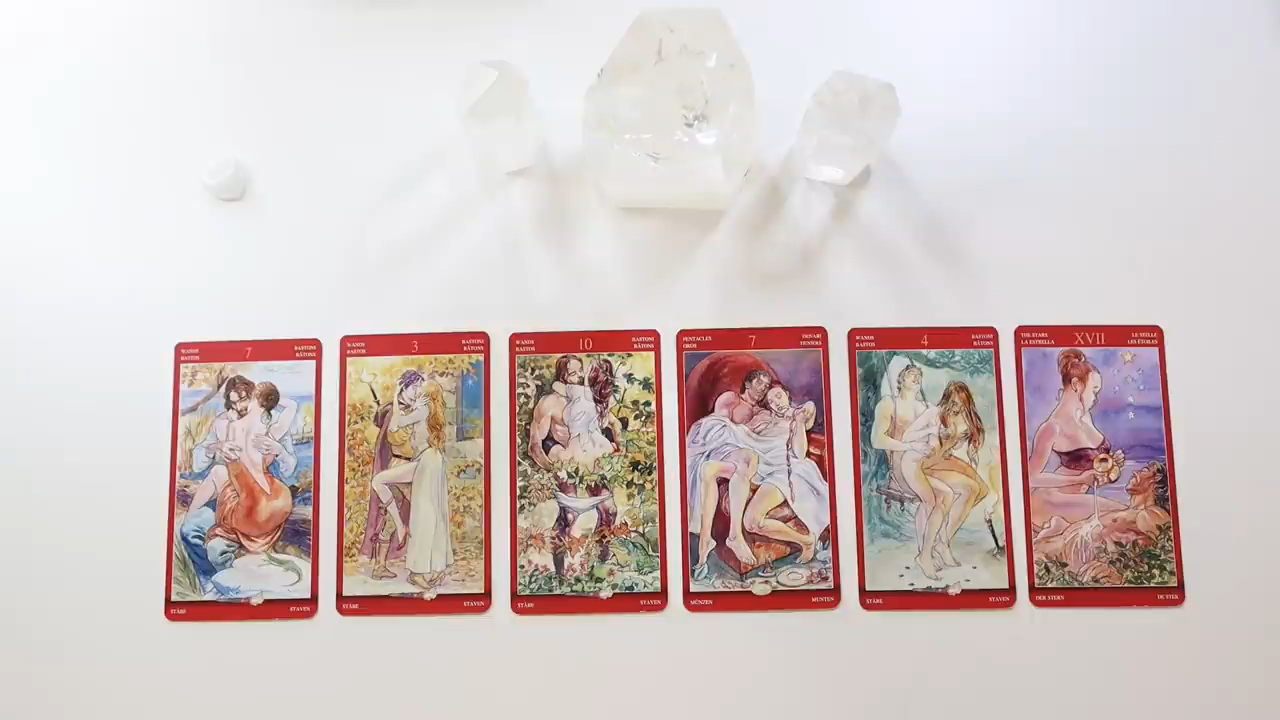 WANDS
BASTOS
7
BASTONI
BÂTONS
STÄBE
STAVEN
WANDS
BASTOS
3
BASTONI
BÂTONS
STÄBE
STAVEN
WANDS
BASTOS
10
BASTONI
BÂTONS
STÄBE
STAVEN
PENTACLES
OROS
7
DENARI
DENIERS
MÜNZEN
MUNTEN
WANDS
BASTOS
4
BASTONI
BÂTONS
STÄBE
STAVEN
THE STARS
LA ESTRELLA
XVII
LE STELLE
LES ÉTOILES
DER STERN
DE STER